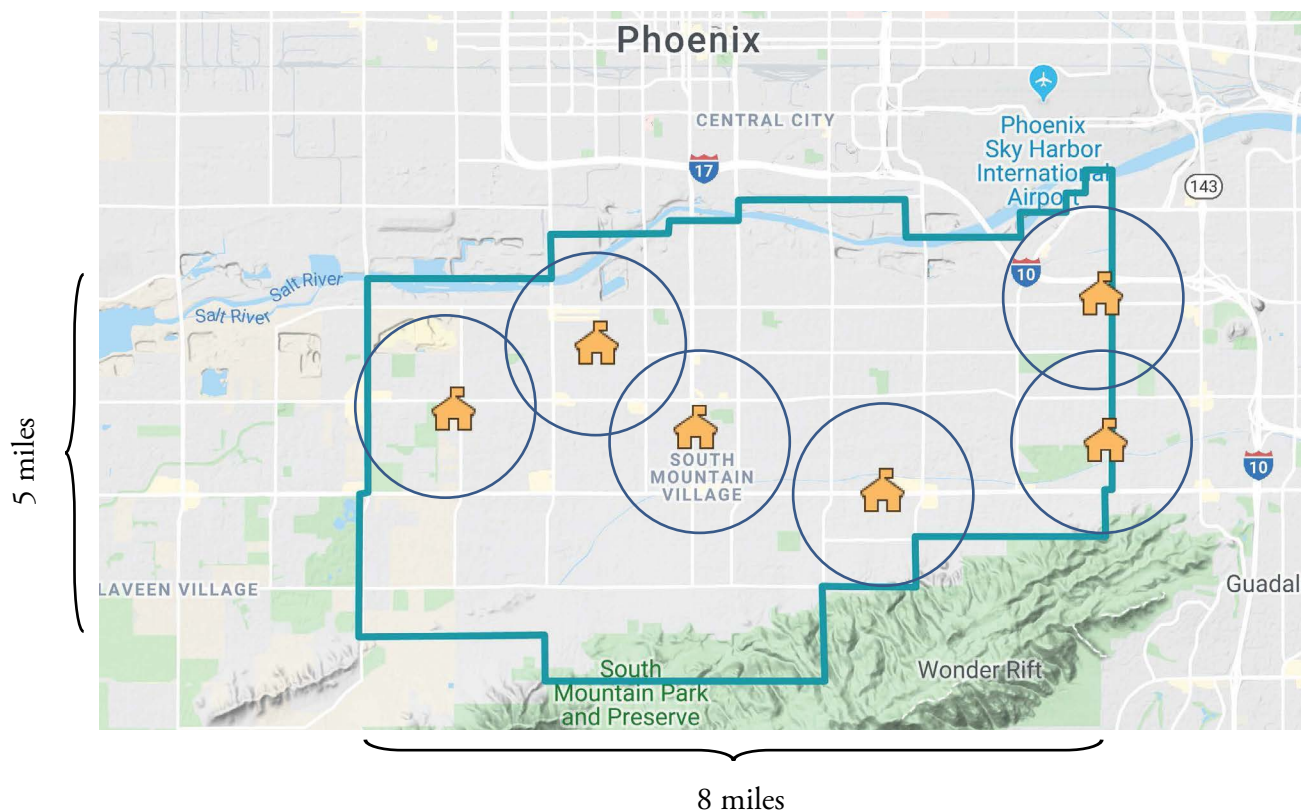 Phoenix
CENTRAL CITY
17
Phoenix
Sky Harbor
International
Airport
143
10
Salt River
Salt River
SOUTH
MOUNTAIN
VILLAGE
10
5 miles
LAVEEN VILLAGE
Guadal
South
Mountain Park
and Preserve
Wonder Rift
8 miles